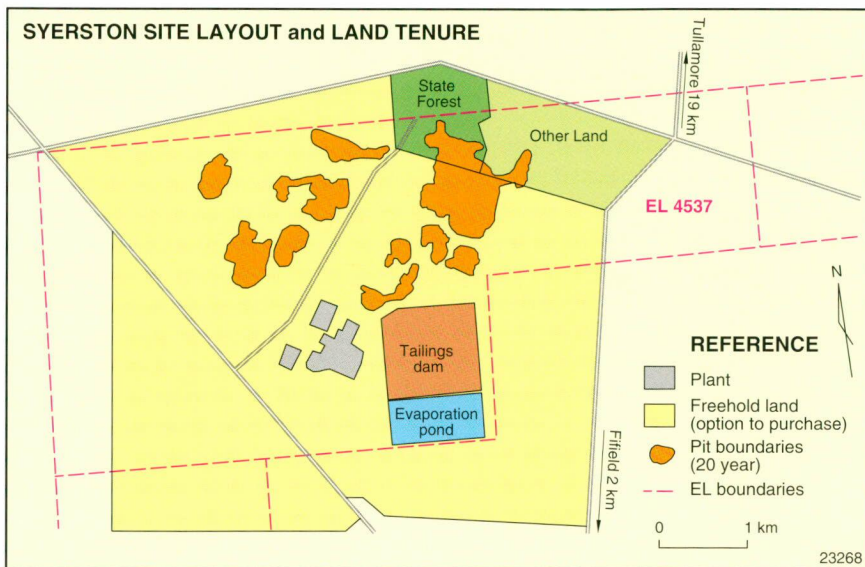 SYERSTON SITE LAYOUT and LAND TENURE
Tullamore 19 km
State
Forest
Other Land
EL 4537
N
Tailings
dam
Evaporation
pond
Fifield 2 km
REFERENCE
Plant
Freehold land
(option to purchase)
Pit boundaries
(20 year)
EL boundaries
0 1 km
23268